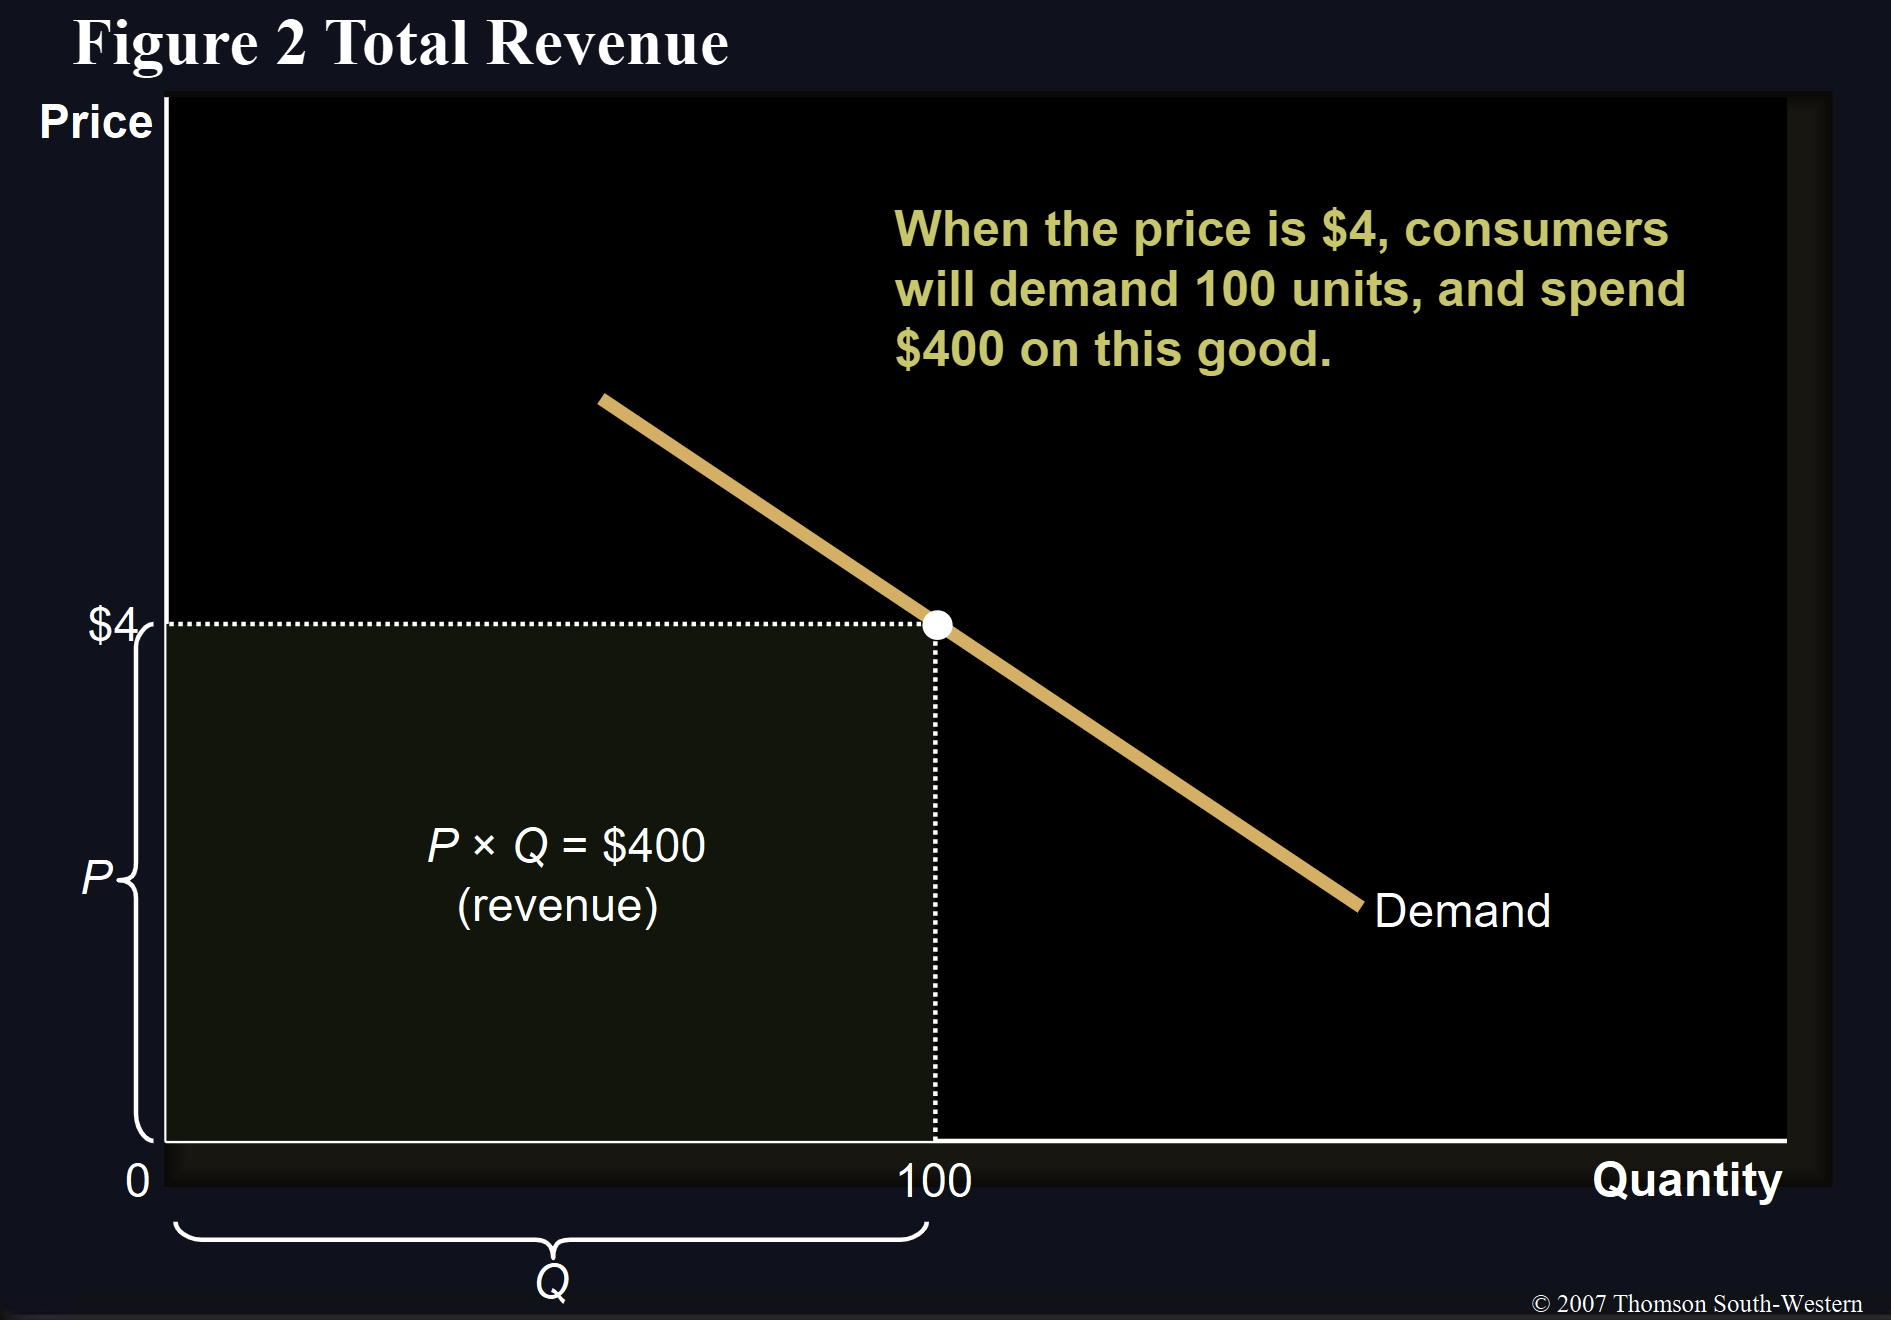 Figure 2 Total Revenue
Price
When the price is $4, consumers
will demand 100 units, and spend
$400 on this good.
$4
P × Q = $400
(revenue)
P
Demand
0
100
Quantity
Q
© 2007 Thomson South-Western